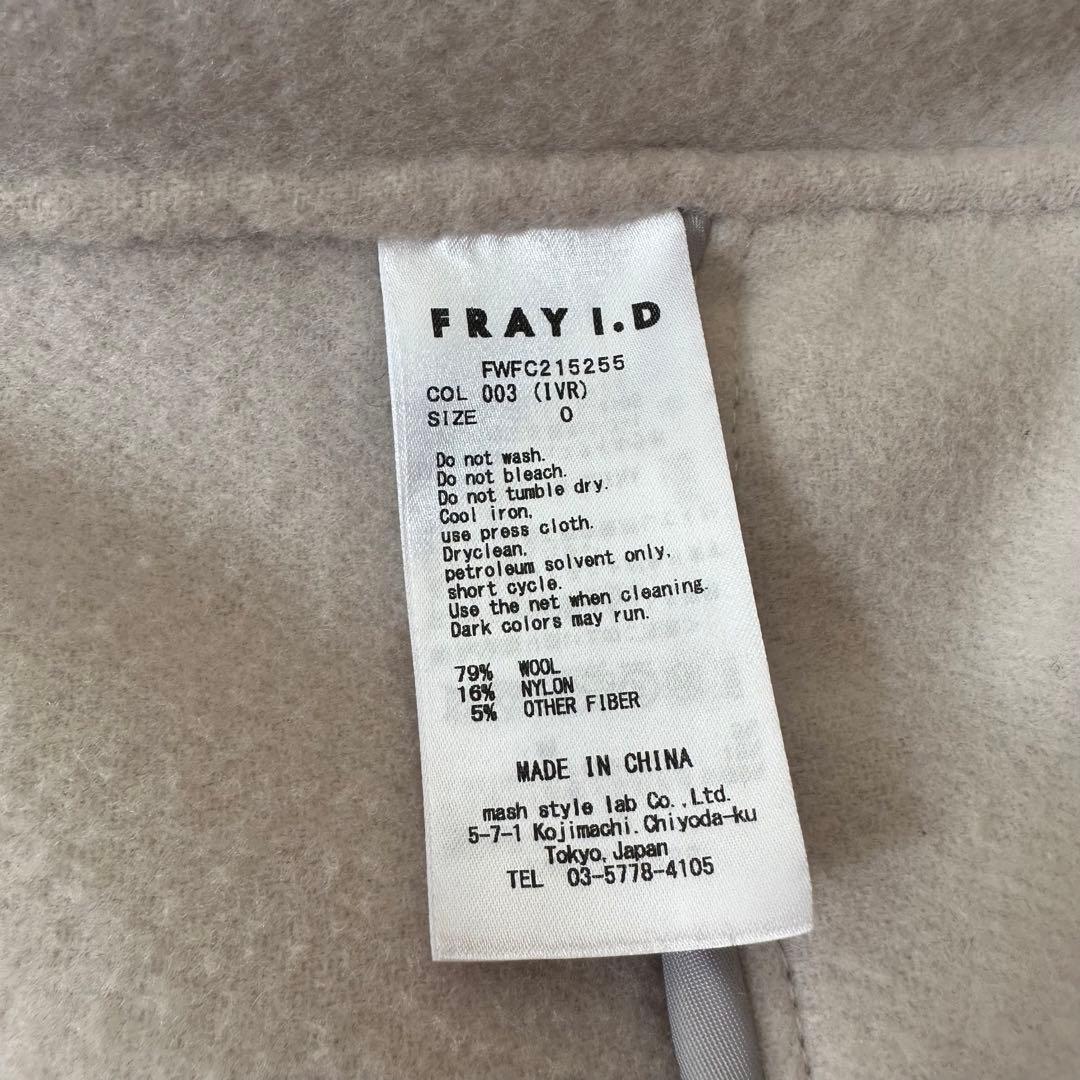 FRAY I.D
FWFC215255
COL 003 (IVR)
SIZE 0
Do not wash.
Do not bleach.
Do not tumble dry.
Cool iron,
use press cloth.
Dryclean,
petroleum solvent only,
short cycle.
Use the net when cleaning.
Dark colors may run.
79% WOOL
16% NYLON
5% OTHER FIBER
MADE IN CHINA
mash style lab Co.,Ltd.
5-7-1 Kojimachi.Chiyoda-ku
Tokyo,Japan
TEL 03-5778-4105